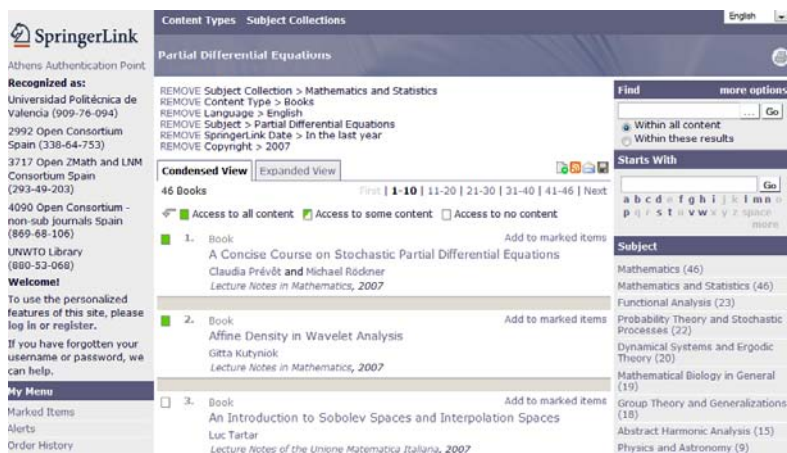 Content Types Subject Collections
English
SpringerLink
Athens Authentication Point
Recognized as:
Universidad Politécnica de
Valencia (909-76-094)
2992 Open Consortium
Spain (338-64-753)
3717 Open ZMath and LNM
Consortium Spain
(293-49-203)
4090 Open Consortium -
non-sub journals Spain
(869-68-106)
UNWTO Library
(880-53-068)
Welcome!
To use the personalized
features of this site, please
log in or register.
If you have forgotten your
username or password, we
can help.
My Menu
Marked Items
Alerts
Order History
Partial Differential Equations
REMOVE Subject Collection > Mathematics and Statistics
REMOVE Content Type > Books
REMOVE Language > English
REMOVE Subject > Partial Differential Equations
REMOVE SpringerLink Date > In the last year
REMOVE Copyright > 2007
Condensed View Expanded View
46 Books First | 1-10 | 11-20 | 21-30 | 31-40 | 41-46 | Next
Access to all content Access to some content Access to no content
1. Book Add to marked items
A Concise Course on Stochastic Partial Differential Equations
Claudia Prévôt and Michael Röckner
Lecture Notes in Mathematics, 2007
2. Book Add to marked items
Affine Density in Wavelet Analysis
Gitta Kutyniok
Lecture Notes in Mathematics, 2007
3. Book Add to marked items
An Introduction to Sobolev Spaces and Interpolation Spaces
Luc Tartar
Lecture Notes of the Unione Matematica Italiana, 2007
Find more options
... Go
Within all content
Within these results
Starts With
Go
a b c d e f g h i j k l m n o
p q r s t u v w x y z space
more
Subject
Mathematics (46)
Mathematics and Statistics (46)
Functional Analysis (23)
Probability Theory and Stochastic
Processes (22)
Dynamical Systems and Ergodic
Theory (20)
Mathematical Biology in General
(19)
Group Theory and Generalizations
(18)
Abstract Harmonic Analysis (15)
Physics and Astronomy (9)